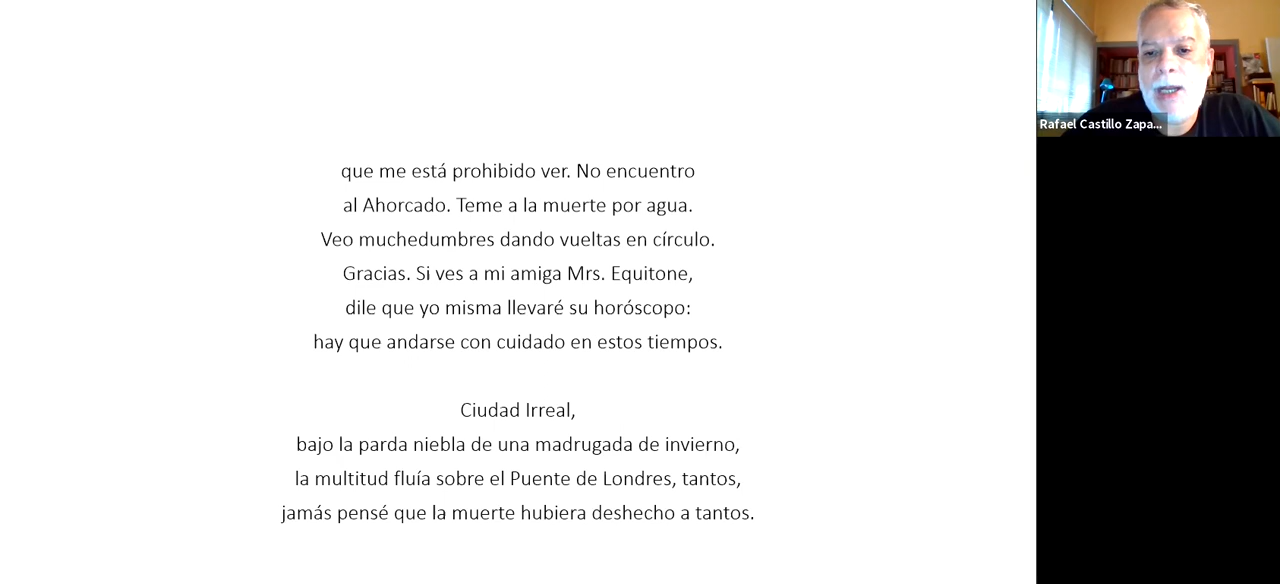 que me está prohibido ver. No encuentro
al Ahorcado. Teme a la muerte por agua.
Veo muchedumbres dando vueltas en círculo.
Gracias. Si ves a mi amiga Mrs. Equitone,
dile que yo misma llevaré su horóscopo:
hay que andarse con cuidado en estos tiempos.
Ciudad Irreal,
bajo la parda niebla de una madrugada de invierno,
la multitud fluía sobre el Puente de Londres, tantos,
jamás pensé que la muerte hubiera deshecho a tantos.
Rafael Castillo Zapa...